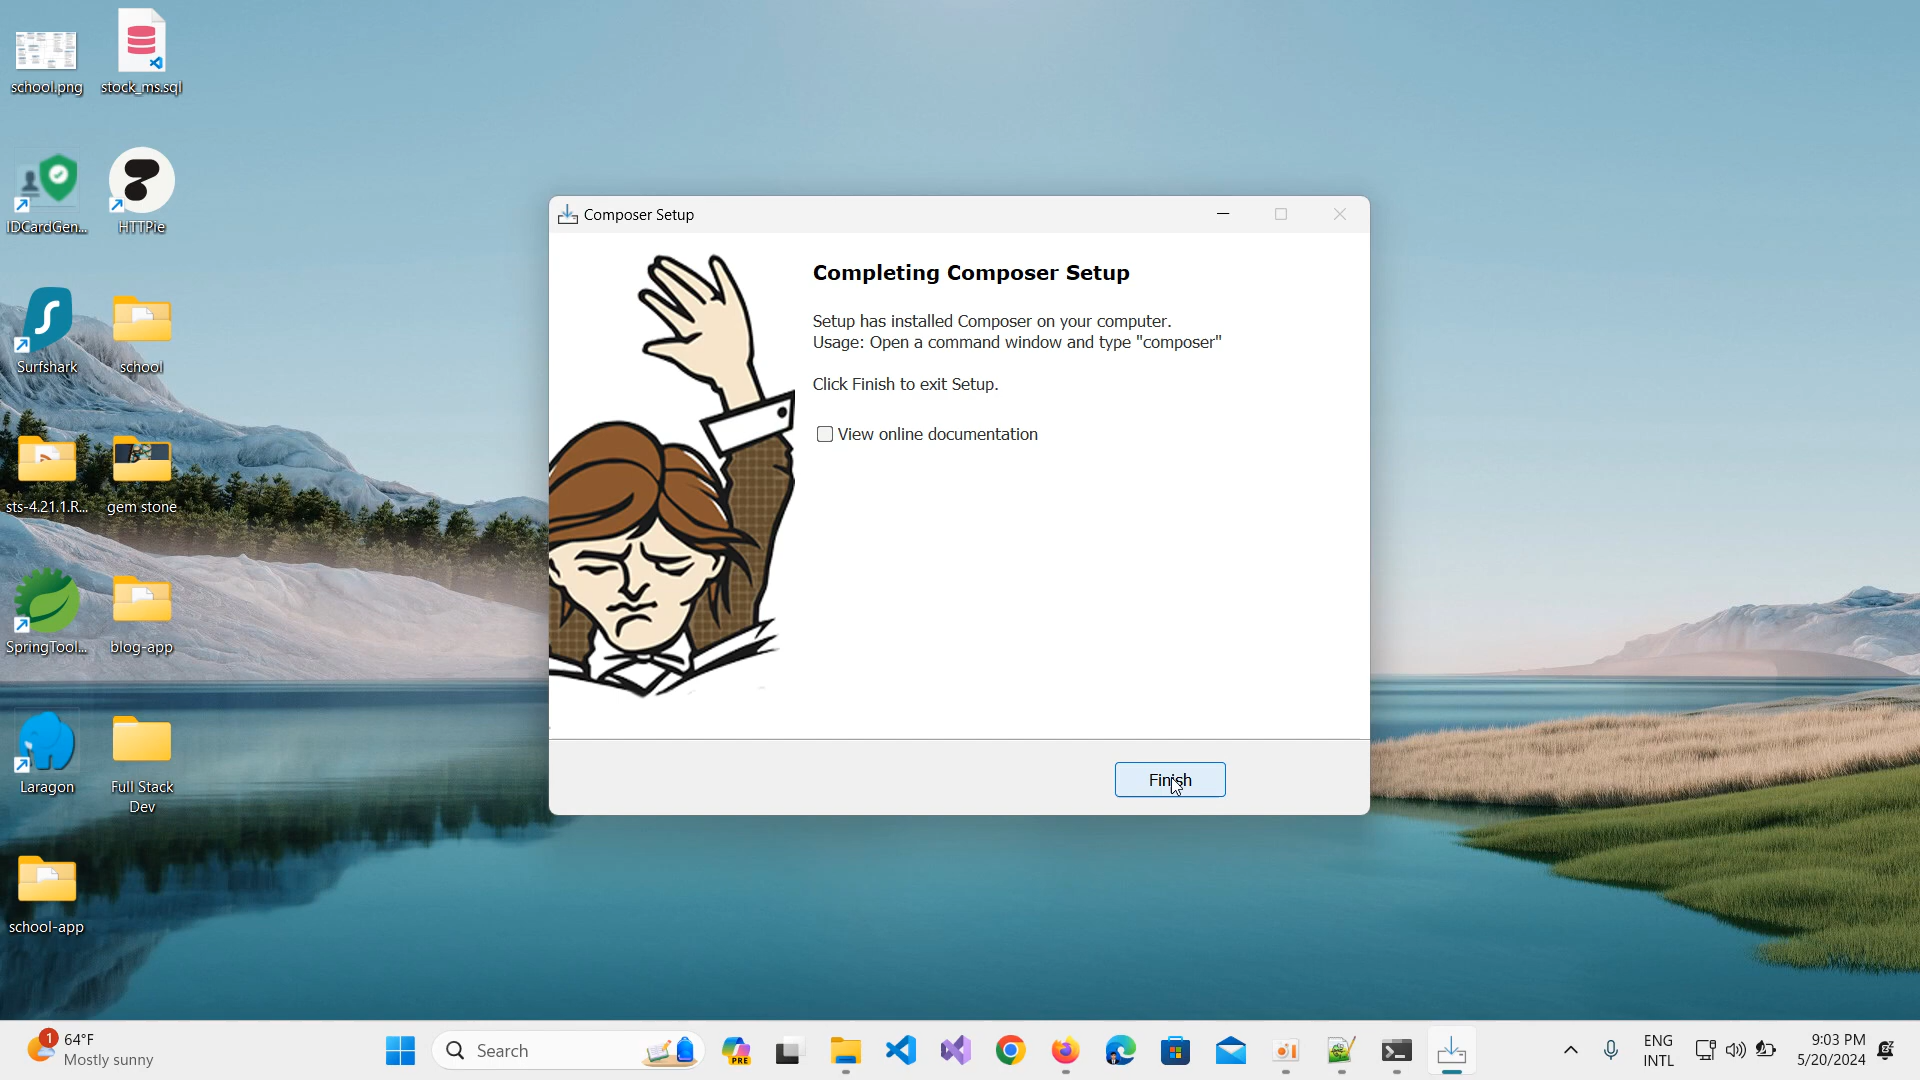 school.png
stock_ms.sql
IDCardGen...
HTTPie
Surfshark
school
sts-4.21.1.R...
gem stone
SpringTool...
blog-app
Laragon
Full Stack
Dev
school-app
Composer Setup
Completing Composer Setup
Setup has installed Composer on your computer.
Usage: Open a command window and type "composer"
Click Finish to exit Setup.
View online documentation
Finish
1
64°F
Mostly sunny
Search
PRE
ENG
INTL
9:03 PM
5/20/2024